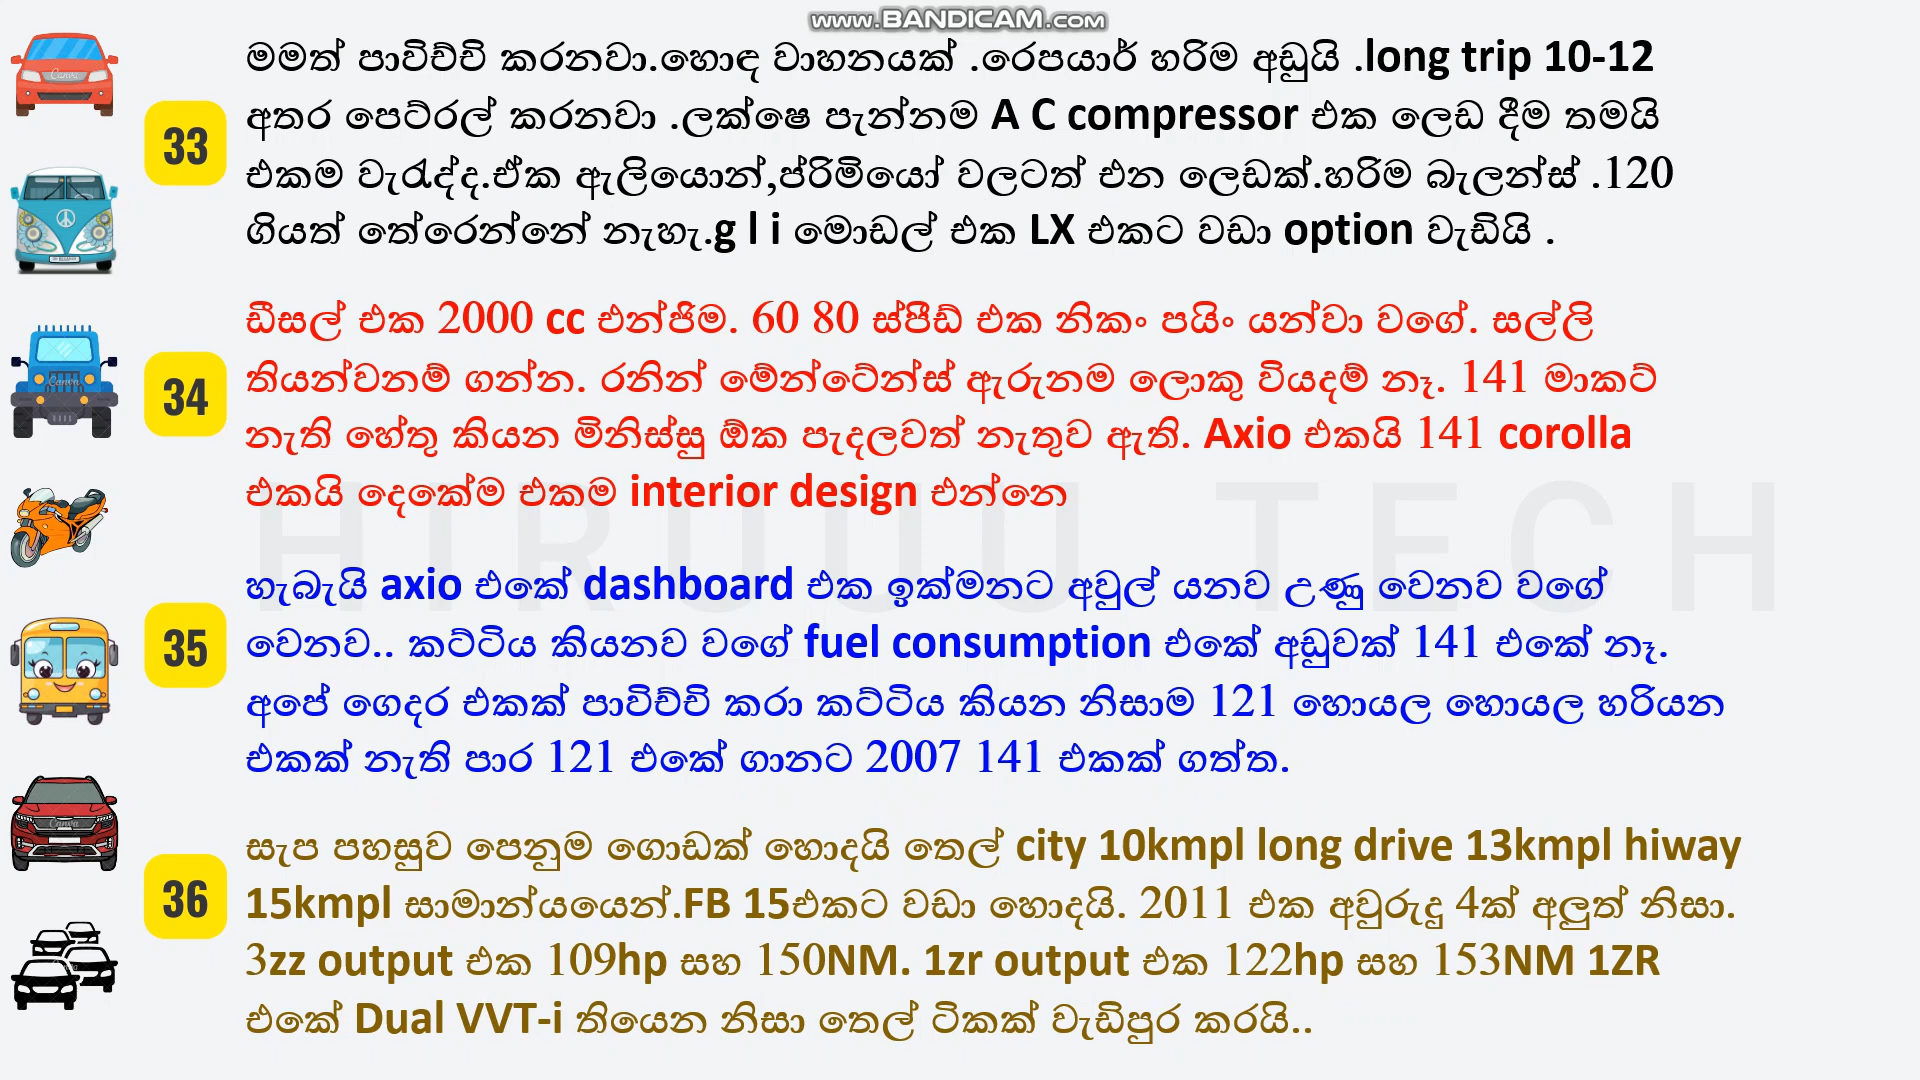 www.BANDICAM.com
මමත් පාවිච්චි කරනවා.හොඳ වාහනයක් .රෙපයාර් හරිම අඩුයි .long trip 10-12
33
අතර පෙට්රල් කරනවා .ලක්ෂෙ පැන්නම A C compressor එක ලෙඩ දීම තමයි
එකම වැරැද්ද.ඒක ඇලියොන්,ප්රිමියෝ වලටත් එන ලෙඩක්.හරිම බැලන්ස් .120
ගියත් තේරෙන්නේ නැහැ.g l i මොඩල් එක LX එකට වඩා option වැඩියි .
ඩීසල් එක 2000 cc එන්ජිම. 60 80 ස්පීඩ් එක නිකං පයිං යන්වා වගේ. සල්ලි
34
තියන්වනම් ගන්න. රනින් මේන්ටේන්ස් ඇරුනම ලොකු වියදම් නෑ. 141 මාකට්
නැති හේතු කියන මිනිස්සු ඕක පැදලවත් නැතුව ඇති. Axio එකයි 141 corolla
එකයි දෙකේම එකම interior design එන්නෙ
HIRUUU TECH
හැබැයි axio එකේ dashboard එක ඉක්මනට අවුල් යනව උණු වෙනව වගේ
35
වෙනව.. කට්ටිය කියනව වගේ fuel consumption එකේ අඩුවක් 141 එකේ නෑ.
අපේ ගෙදර එකක් පාවිච්චි කරා කට්ටිය කියන නිසාම 121 හොයල හොයල හරියන
එකක් නැති පාර 121 එකේ ගානට 2007 141 එකක් ගත්ත.
සැප පහසුව පෙනුම ගොඩක් හොදයි තෙල් city 10kmpl long drive 13kmpl hiway
36
15kmpl සාමාන්යයෙන්.FB 15එකට වඩා හොදයි. 2011 එක අවුරුදු 4ක් අලුත් නිසා.
3zz output එක 109hp සහ 150NM. 1zr output එක 122hp සහ 153NM 1ZR
එකේ Dual VVT-i තියෙන නිසා තෙල් ටිකක් වැඩිපුර කරයි..